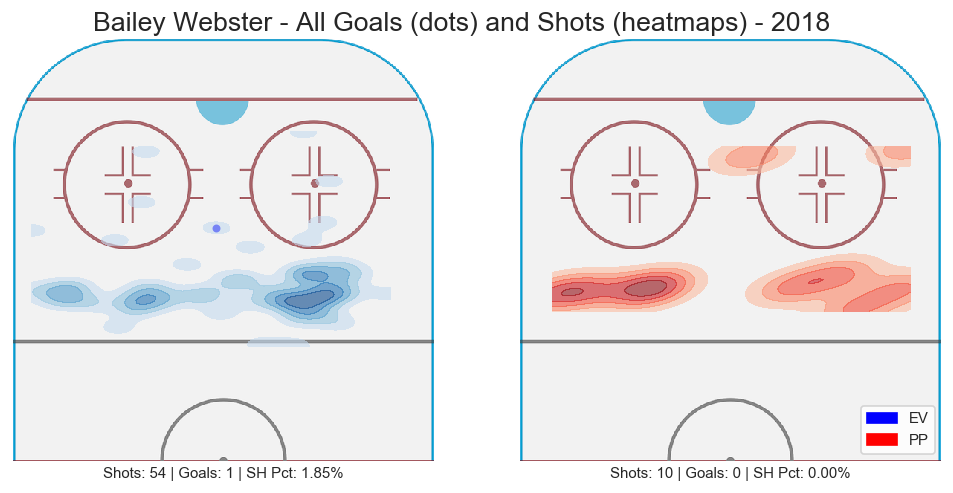 Bailey Webster - All Goals (dots) and Shots (heatmaps) - 2018
EV
PP
Shots: 54 | Goals: 1 | SH Pct: 1.85%
Shots: 10 | Goals: 0 | SH Pct: 0.00%